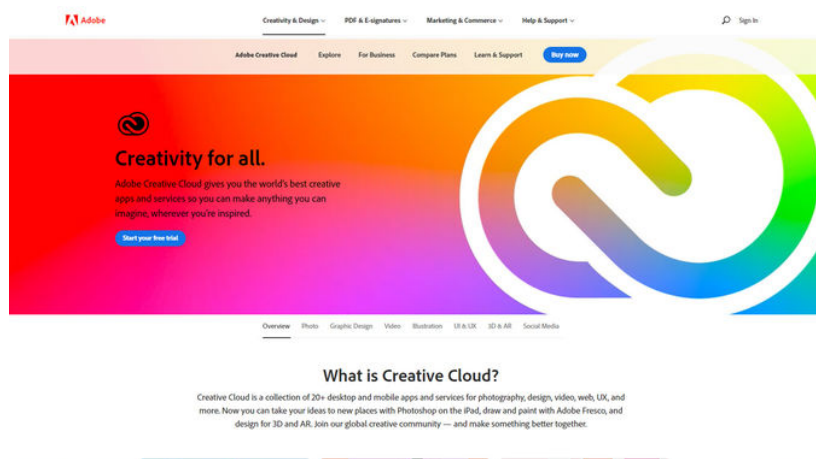 Adobe
Creativity & Design PDF & E-signatures Marketing & Commerce Help & Support
Sign In
Adobe Creative Cloud Explore For Business Compare Plans Learn & Support Buy now
Creativity for all.
Adobe Creative Cloud gives you the world's best creative
apps and services so you can make anything you can
imagine, wherever you're inspired.
Start your free trial
Overview Photo Graphic Design Video Illustration UI & UX 3D & AR Social Media
What is Creative Cloud?
Creative Cloud is a collection of 20+ desktop and mobile apps and services for photography, design, video, web, UX, and
more. Now you can take your ideas to new places with Photoshop on the iPad, draw and paint with Adobe Fresco, and
design for 3D and AR. Join our global creative community — and make something better together.